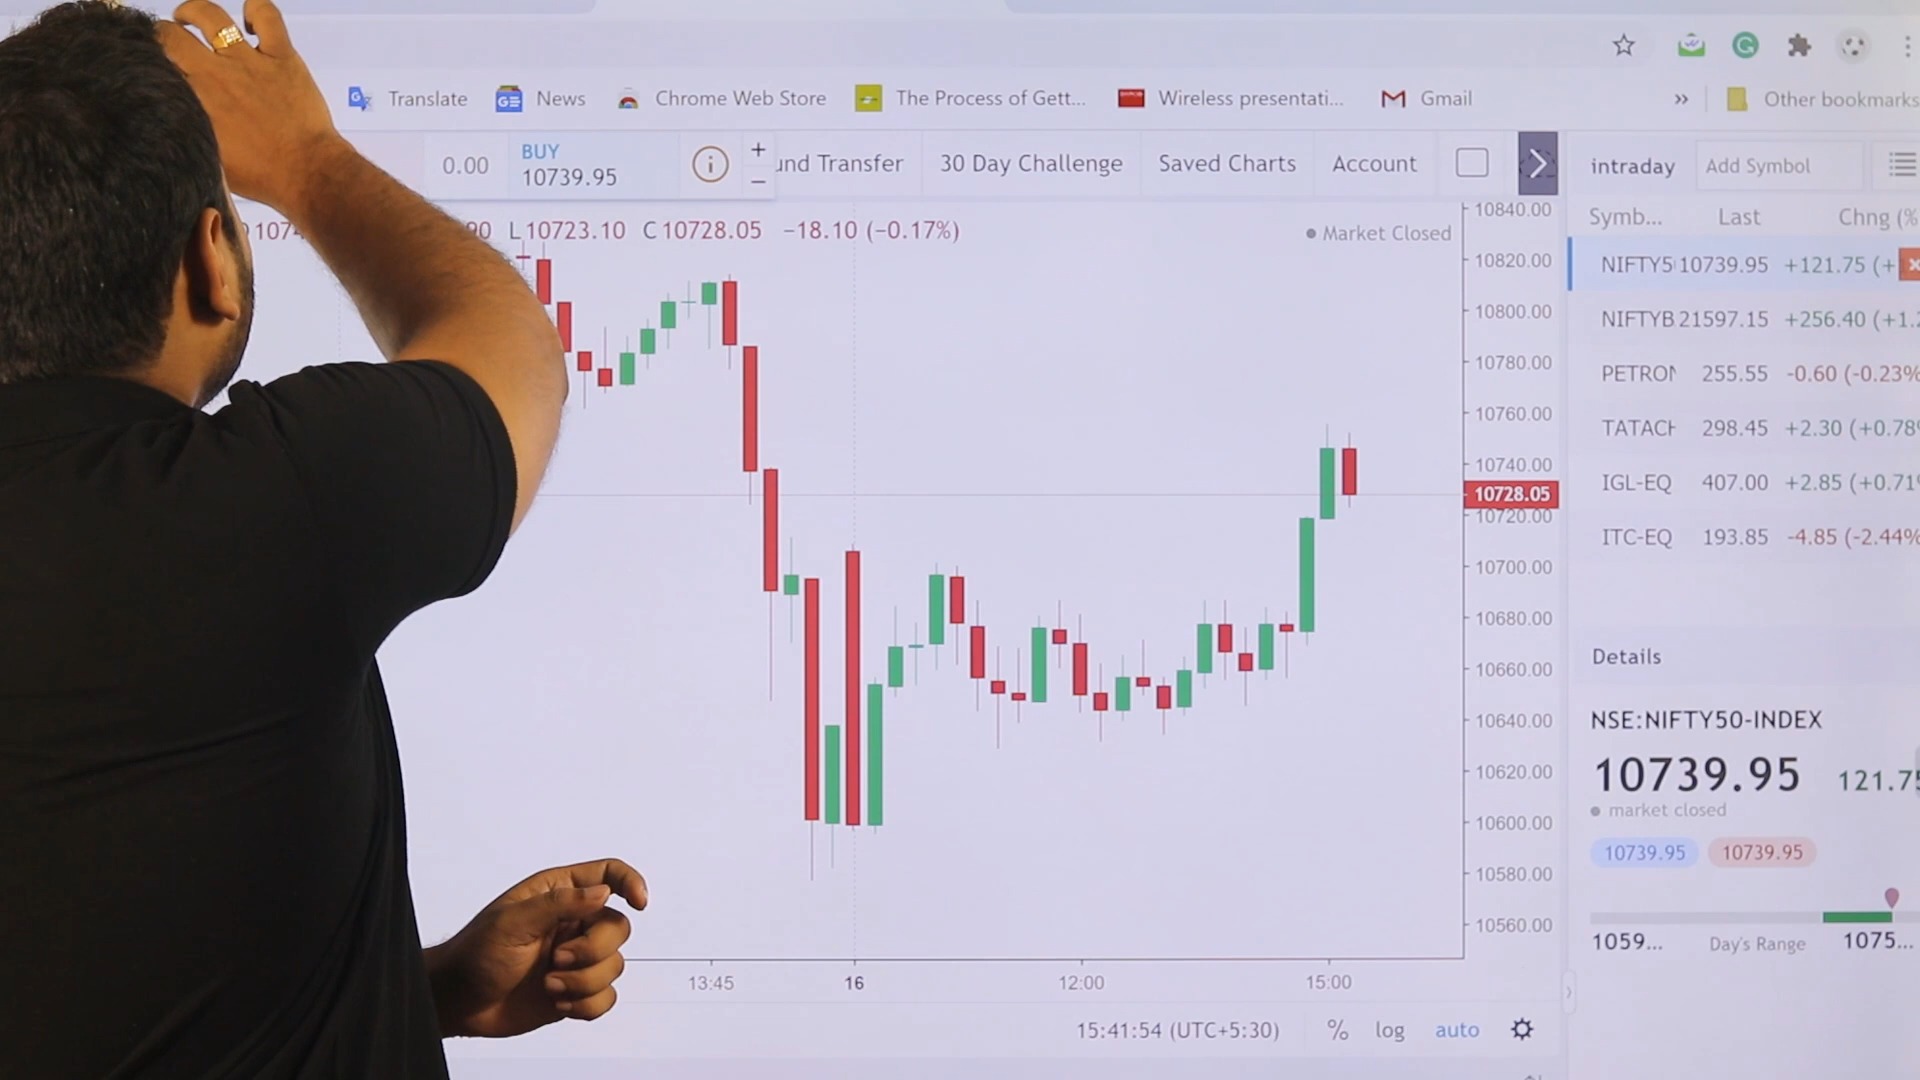 Translate News Chrome Web Store The Process of Gett... Wireless presentati... Gmail » Other bookmarks
0.00 BUY 10739.95 + −
und Transfer 30 Day Challenge Saved Charts Account
intraday Add Symbol
L10723.10 C10728.05 −18.10 (−0.17%)
Market Closed
Symb... Last Chng (%
NIFTY5 10739.95 +121.75 (+
NIFTYB 21597.15 +256.40 (+1.2
PETRON 255.55 -0.60 (-0.23%
TATACH 298.45 +2.30 (+0.78%
IGL-EQ 407.00 +2.85 (+0.71%
ITC-EQ 193.85 -4.85 (-2.44%
10840.00
10820.00
10800.00
10780.00
10760.00
10740.00
10728.05
10720.00
10700.00
10680.00
10660.00
10640.00
10620.00
10600.00
10580.00
10560.00
13:45 16 12:00 15:00
15:41:54 (UTC+5:30) % log auto
Details
NSE:NIFTY50-INDEX
10739.95 121.75
market closed
10739.95 10739.95
1059... Day's Range 1075...